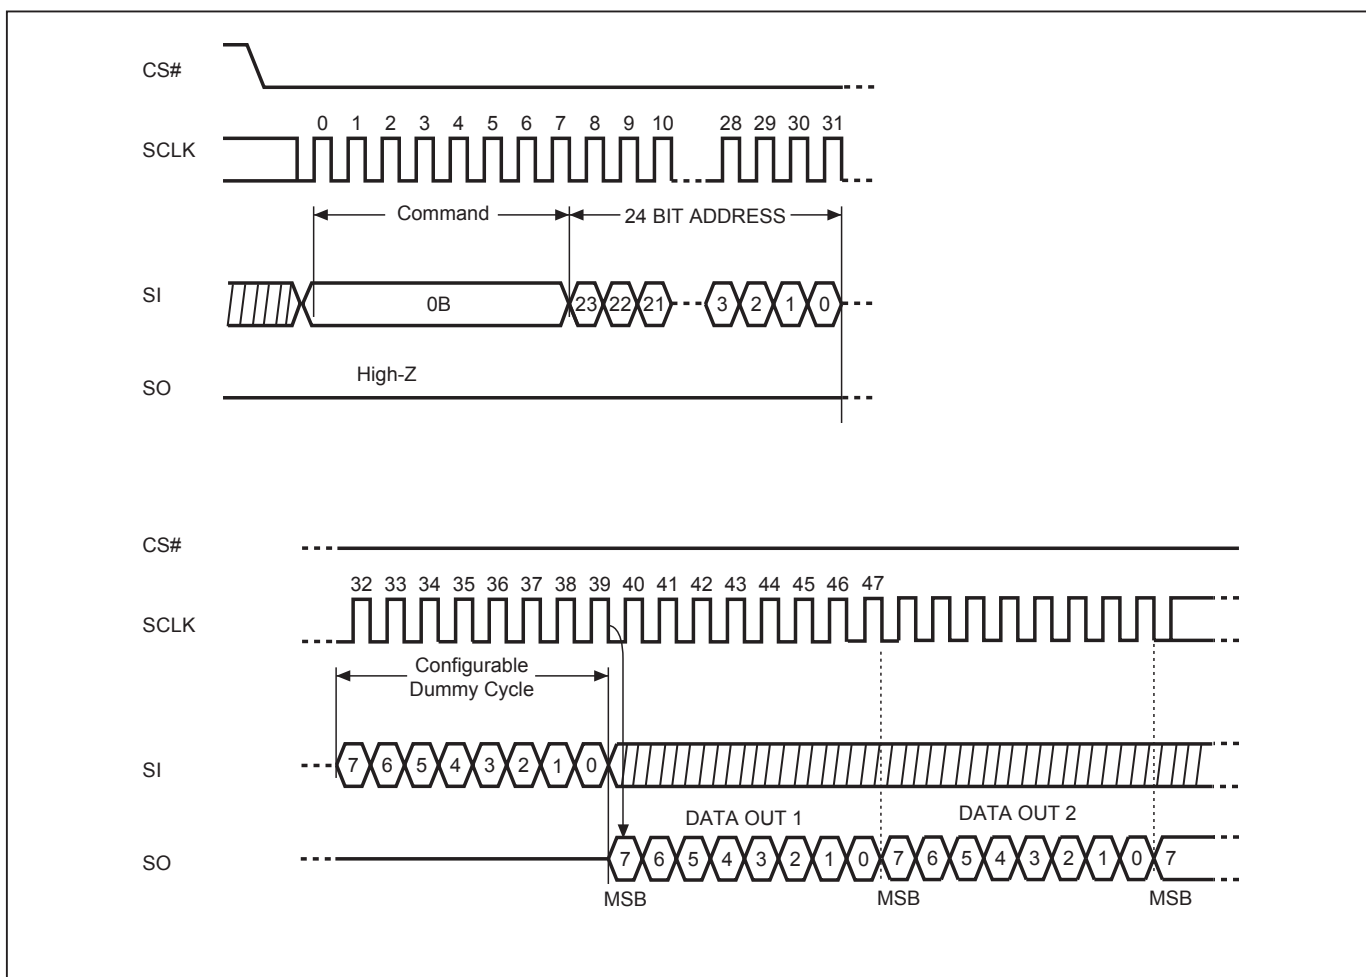 CS#
0 1 2 3 4 5 6 7 8 9 10 28 29 30 31
SCLK
Command
24 BIT ADDRESS
SI
0B
23 22 21 3 2 1 0
High-Z
SO
CS#
32 33 34 35 36 37 38 39 40 41 42 43 44 45 46 47
SCLK
Configurable
Dummy Cycle
SI
7 6 5 4 3 2 1 0
DATA OUT 1
DATA OUT 2
SO
7 6 5 4 3 2 1 0 7 6 5 4 3 2 1 0 7
MSB
MSB
MSB